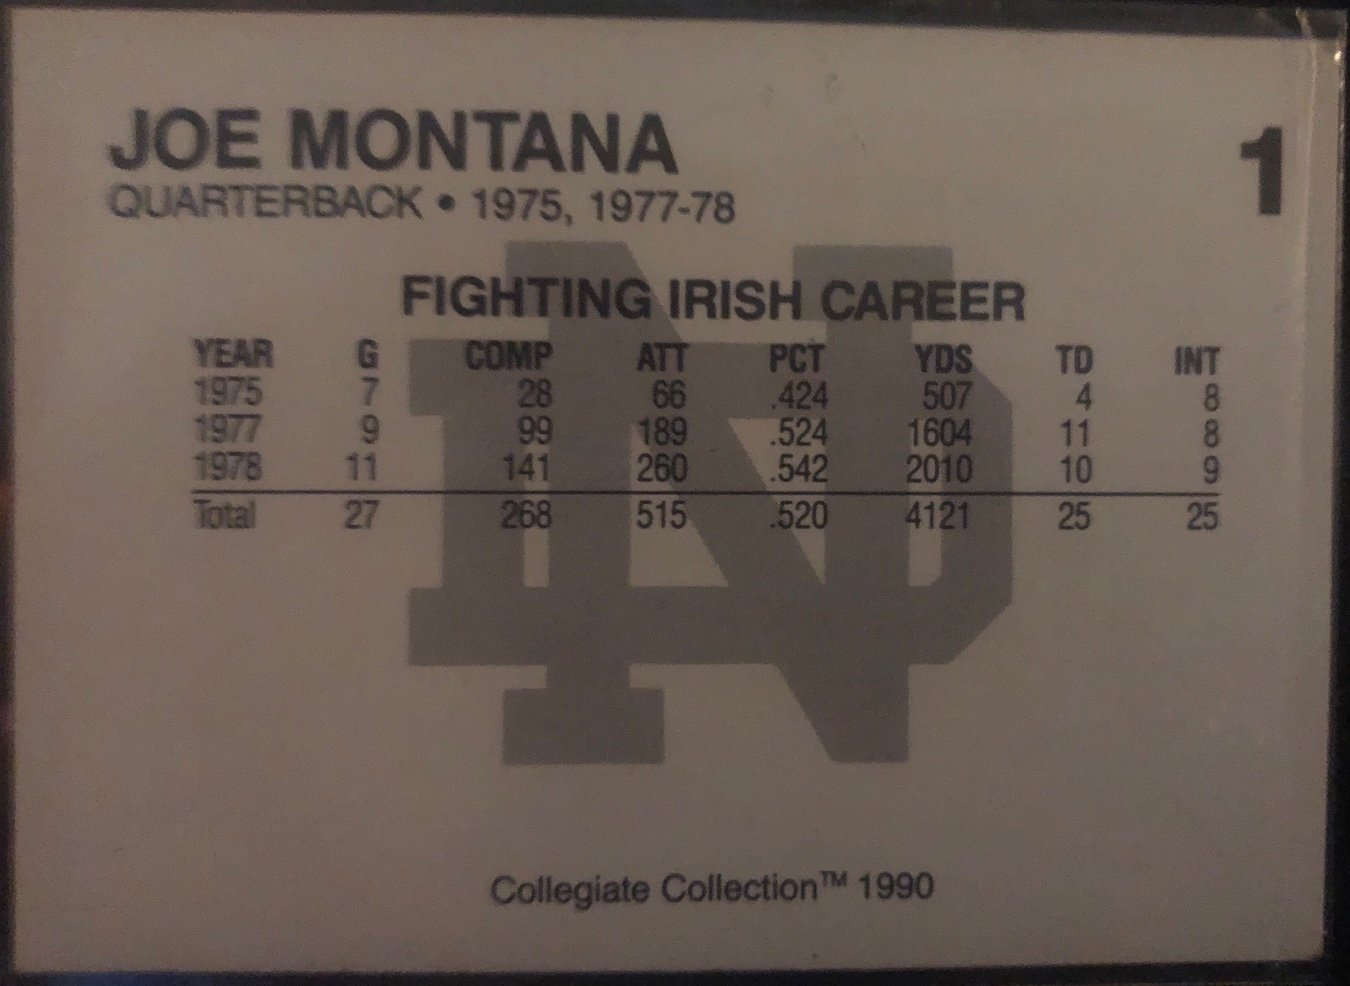 JOE MONTANA
1
QUARTERBACK • 1975, 1977-78
FIGHTING IRISH CAREER
YEAR G COMP ATT PCT YDS TD INT
1975 7 28 66 .424 507 4 8
1977 9 99 189 .524 1604 11 8
1978 11 141 260 .542 2010 10 9
Total 27 268 515 .520 4121 25 25
ND
Collegiate Collection™ 1990